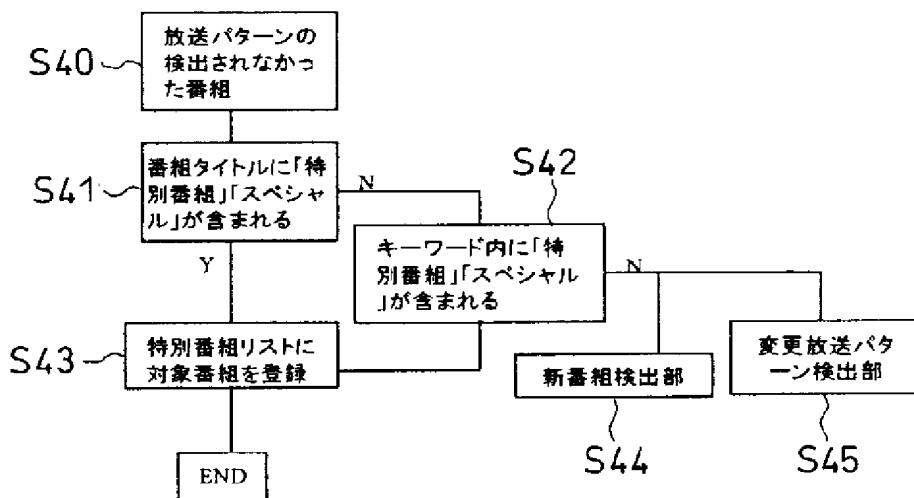 S40
放送パターンの
検出されなかっ
た番組
S41
番組タイトルに「特
別番組」「スペシャ
ル」が含まれる
N
Y
S42
キーワード内に「特
別番組」「スペシャル
」が含まれる
N
S43
特別番組リストに
対象番組を登録
新番組検出部
S44
変更放送パタ
ーン検出部
S45
END